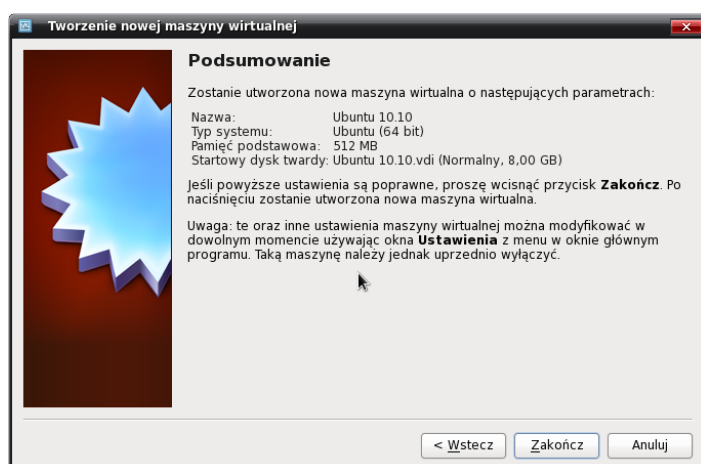 Tworzenie nowej maszyny wirtualnej
Podsumowanie
Zostanie utworzona nowa maszyna wirtualna o następujących parametrach:
Nazwa: Ubuntu 10.10
Typ systemu: Ubuntu (64 bit)
Pamięć podstawowa: 512 MB
Startowy dysk twardy: Ubuntu 10.10.vdi (Normalny, 8,00 GB)
Jeśli powyższe ustawienia są poprawne, proszę wcisnąć przycisk Zakończ. Po
naciśnięciu zostanie utworzona nowa maszyna wirtualna.
Uwaga: te oraz inne ustawienia maszyny wirtualnej można modyfikować w
dowolnym momencie używając okna Ustawienia z menu w oknie głównym
programu. Taką maszynę należy jednak uprzednio wyłączyć.
< Wstecz Zakończ Anuluj